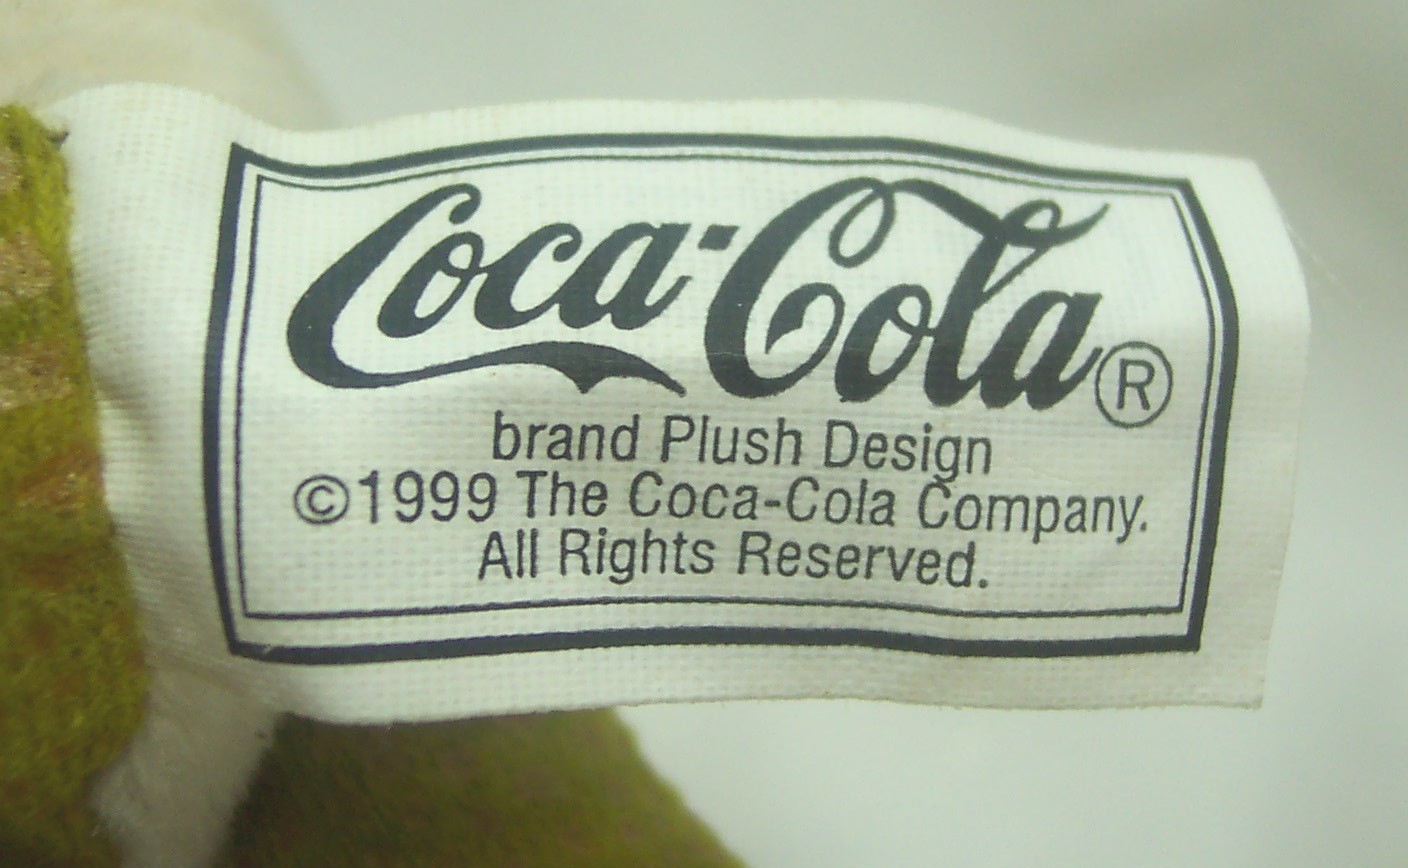 Coca-Cola®
brand Plush Design
©1999 The Coca-Cola Company.
All Rights Reserved.